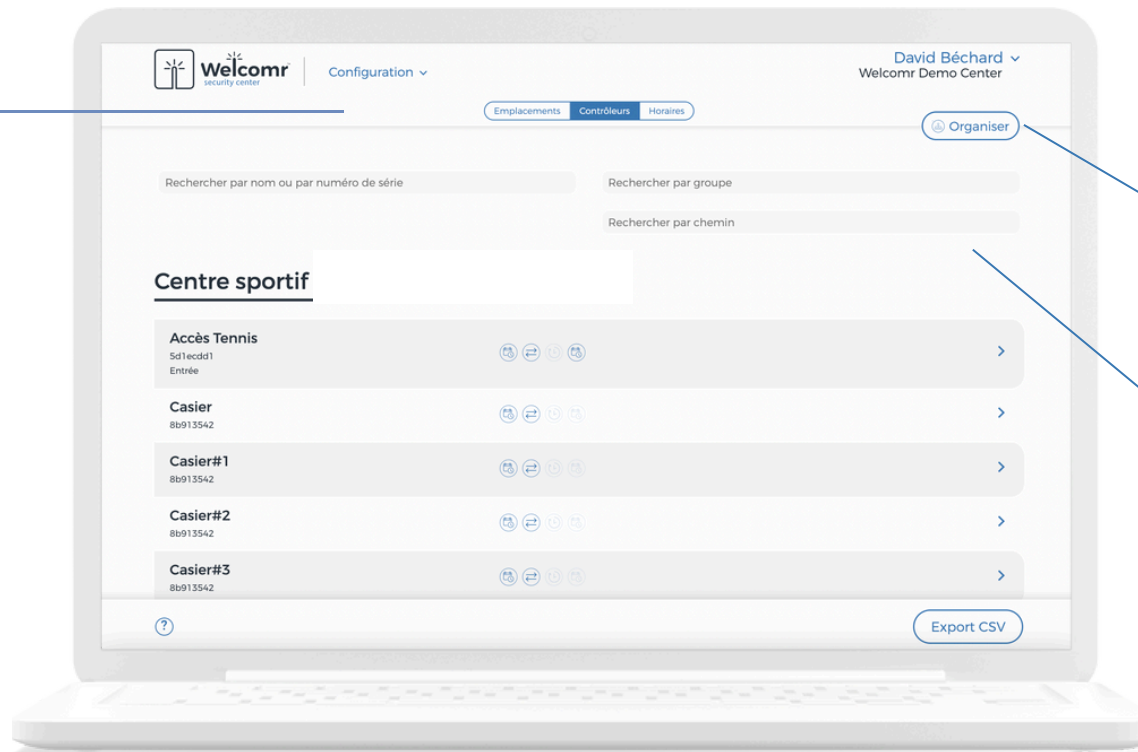 Welcomr
security center
Configuration
David Béchard
Welcomr Demo Center
Emplacements Contrôleurs Horaires
Organiser
Rechercher par nom ou par numéro de série
Rechercher par groupe
Rechercher par chemin
Centre sportif
Accès Tennis
5d1ecdd1
Entrée
Casier
8b913542
Casier#1
8b913542
Casier#2
8b913542
Casier#3
8b913542
?
Export CSV